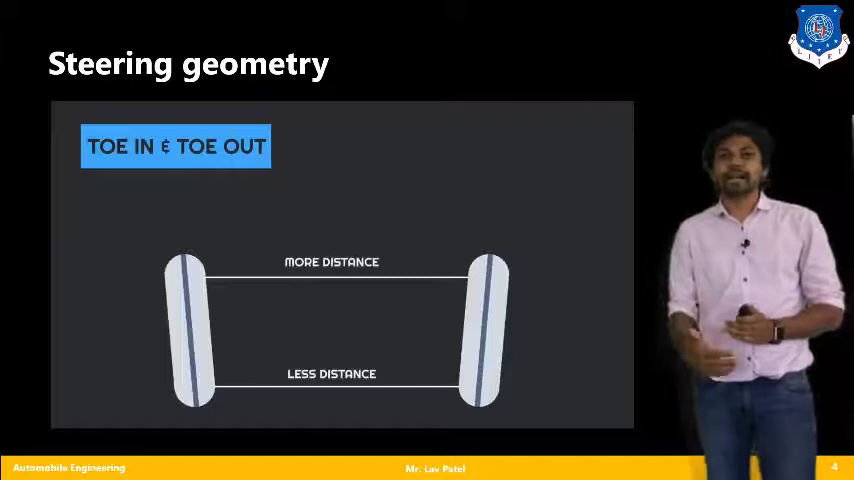 Steering geometry
TOE IN & TOE OUT
MORE DISTANCE
LESS DISTANCE
Automobile Engineering
Mr. Lav Patel
4